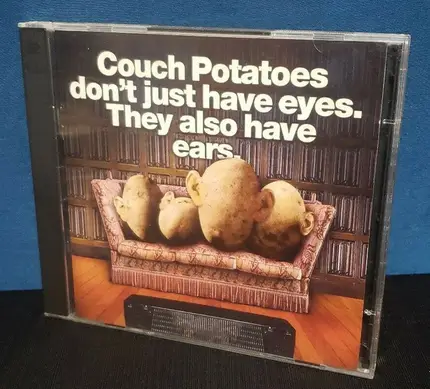 Couch Potatoes
don't just have eyes.
They also have
ears.